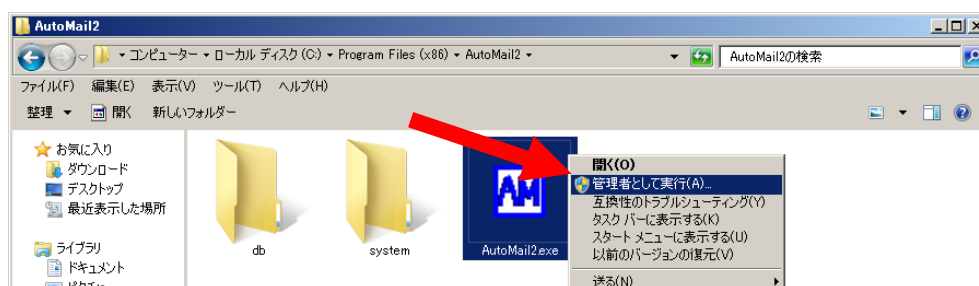 AutoMail2
コンピューター ▾ ローカル ディスク (C:) ▾ Program Files (x86) ▾ AutoMail2 ▾
AutoMail2の検索
ファイル(F) 編集(E) 表示(V) ツール(T) ヘルプ(H)
整理 ▼ 開く 新しいフォルダー
お気に入り
ダウンロード
デスクトップ
最近表示した場所
ライブラリ
ドキュメント
db
system
AM
AutoMail2.exe
開く(O)
管理者として実行(A)...
互換性のトラブルシューティング(Y)
タスク バーに表示する(K)
スタート メニューに表示する(U)
以前のバージョンの復元(V)
送る(N)